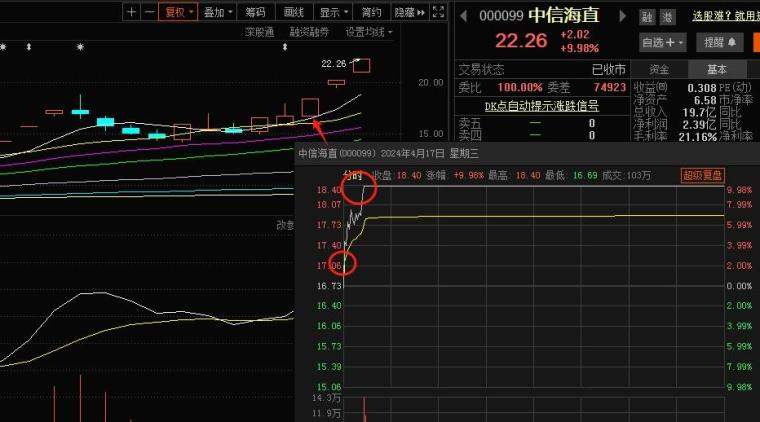 复权 叠加 筹码 画线 显示 简约 隐藏
深股通 融资融券 设置均线
22.26
20.00
15.00
改参
000099 中信海直 融 港
22.26 +2.02 +9.98%
自选 提醒
交易状态 已收市
委比 100.00% 委差 74923
DK点自动提示涨跌信号
卖五 — 0
卖四 — 0
资金 基本
收益㈣ 0.308 PE(动)
净资产 6.58 市净率
总收入 19.7亿 同比
净利润 2.39亿 同比
毛利率 21.16% 净利率
中信海直(000099) 2024年4月17日 星期三
分时 收盘:18.40 涨幅:+9.98% 最高:18.40 最低:16.69 成交:103万 超级复盘
18.40 9.98%
18.07 7.99%
17.73 5.99%
17.40 3.99%
17.06 2.00%
16.73 0.00%
16.40 2.00%
16.06 3.99%
15.73 5.99%
15.39 7.99%
15.06 9.98%
14.3万
11.9万